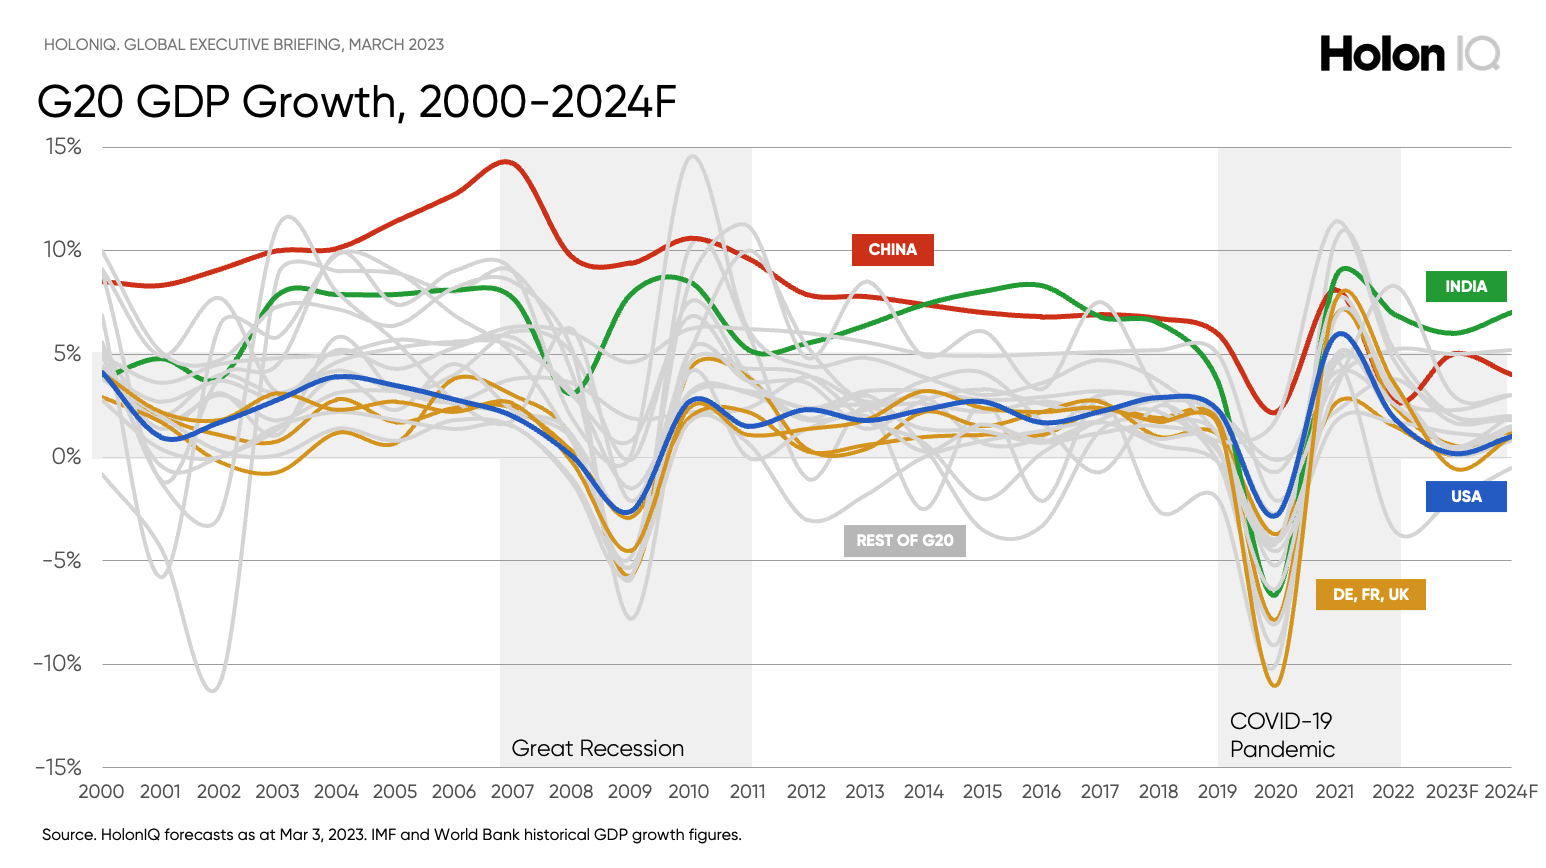 HOLONIQ. GLOBAL EXECUTIVE BRIEFING, MARCH 2023
Holon IQ
G20 GDP Growth, 2000-2024F
15%
10%
5%
0%
-5%
-10%
-15%
CHINA
INDIA
USA
REST OF G20
DE, FR, UK
Great Recession
COVID-19
Pandemic
2000 2001 2002 2003 2004 2005 2006 2007 2008 2009 2010 2011 2012 2013 2014 2015 2016 2017 2018 2019 2020 2021 2022 2023F 2024F
Source. HolonIQ forecasts as at Mar 3, 2023. IMF and World Bank historical GDP growth figures.